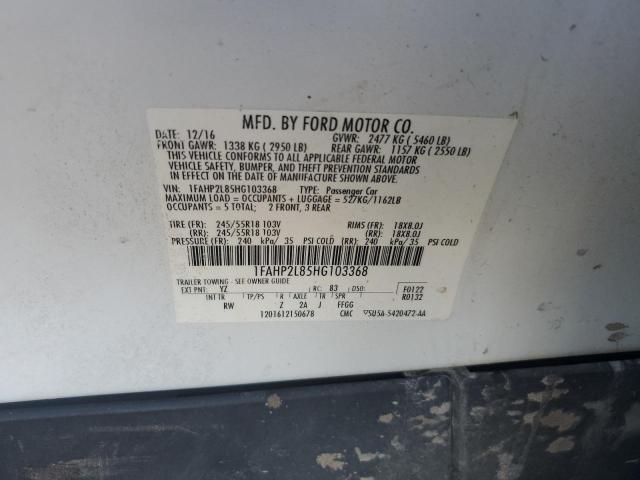 MFD. BY FORD MOTOR CO.
12/16 GVWR: 2477 KG ( 5460 LB)
FRONT GAWR: 1338 KG ( 2950 LB) REAR GAWR: 1157 KG ( 2550 LB)
THIS VEHICLE CONFORMS TO ALL APPLICABLE FEDERAL MOTOR
VEHICLE SAFETY, BUMPER, AND THEFT PREVENTION STANDARDS
IN EFFECT ON THE DATE OF MANUFACTURE SHOWN ABOVE.
VIN: 1FAHP2L85HG103368 TYPE: Passenger Car
MAXIMUM LOAD = OCCUPANTS + LUGGAGE = 527KG/1162LB
OCCUPANTS = 5 TOTAL; 2 FRONT, 3 REAR
TIRE (FR): 245/55R18 103V RIMS (FR): 18X8.0J
(RR): 245/55R18 103V (RR): 18X8.0J
PRESSURE (FR): 240 kPa/ 35 PSI COLD (RR): 240 kPa/ 35 PSI COLD
1FAHP2L85HG103368
TRAILER TOWING - SEE OWNER GUIDE
EXT PNT: YZ RC: 83 DSO: F0122
INT TR TP/PS R AXLE TR SPR R0132
RW Z 2A J FFGG
1201612150678 CMC ▽5U5A-5420472-AA